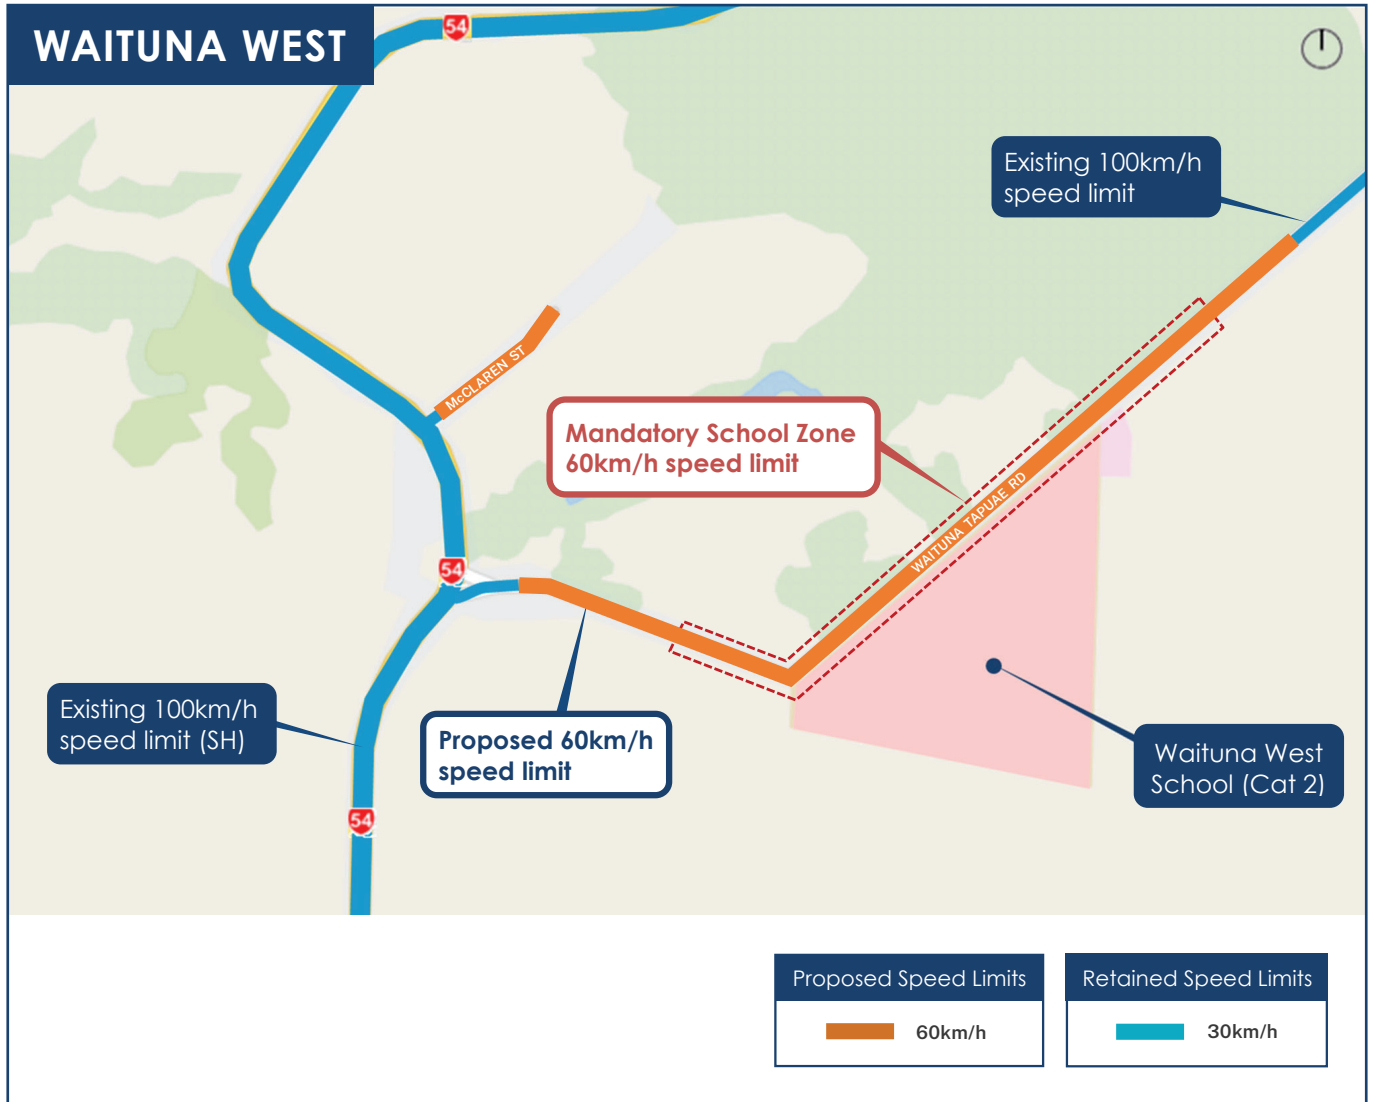 WAITUNA WEST
54
Existing 100km/h
speed limit
McCLAREN ST
Mandatory School Zone
60km/h speed limit
WAITUNA TAPUAE RD
54
Existing 100km/h
speed limit (SH)
Proposed 60km/h
speed limit
Waituna West
School (Cat 2)
54
Proposed Speed Limits
60km/h
Retained Speed Limits
30km/h